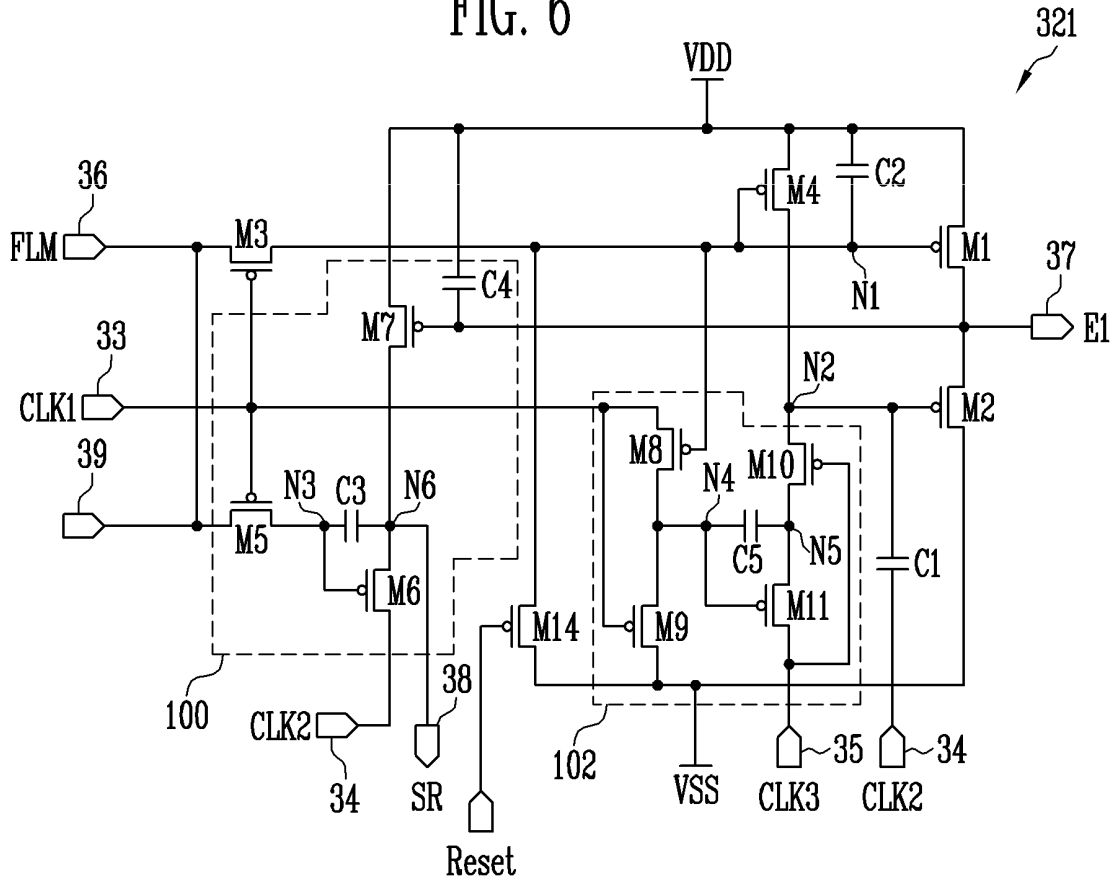 FIG. 6
321
VDD
36
M4
C2
FLM
M3
M1
N1
37
C4
M7
E1
33
N2
CLK1
M2
39
M8
M10
N3
C3
N6
N4
M5
C5
N5
C1
M6
M11
M14
M9
38
100
CLK2
102
35
34
34
SR
VSS
CLK3
CLK2
Reset